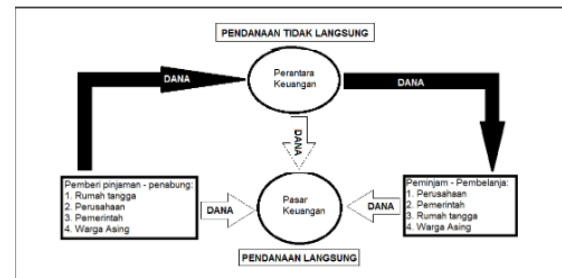 PENDANAAN TIDAK LANGSUNG
DANA
Perantara
Keuangan
DANA
DANA
Pemberi pinjaman - penabung:
1. Rumah tangga
2. Perusahaan
3. Pemerintah
4. Warga Asing
DANA
Pasar
Keuangan
DANA
Peminjam - Pembelanja:
1. Perusahaan
2. Pemerintah
3. Rumah tangga
4. Warga Asing
PENDANAAN LANGSUNG